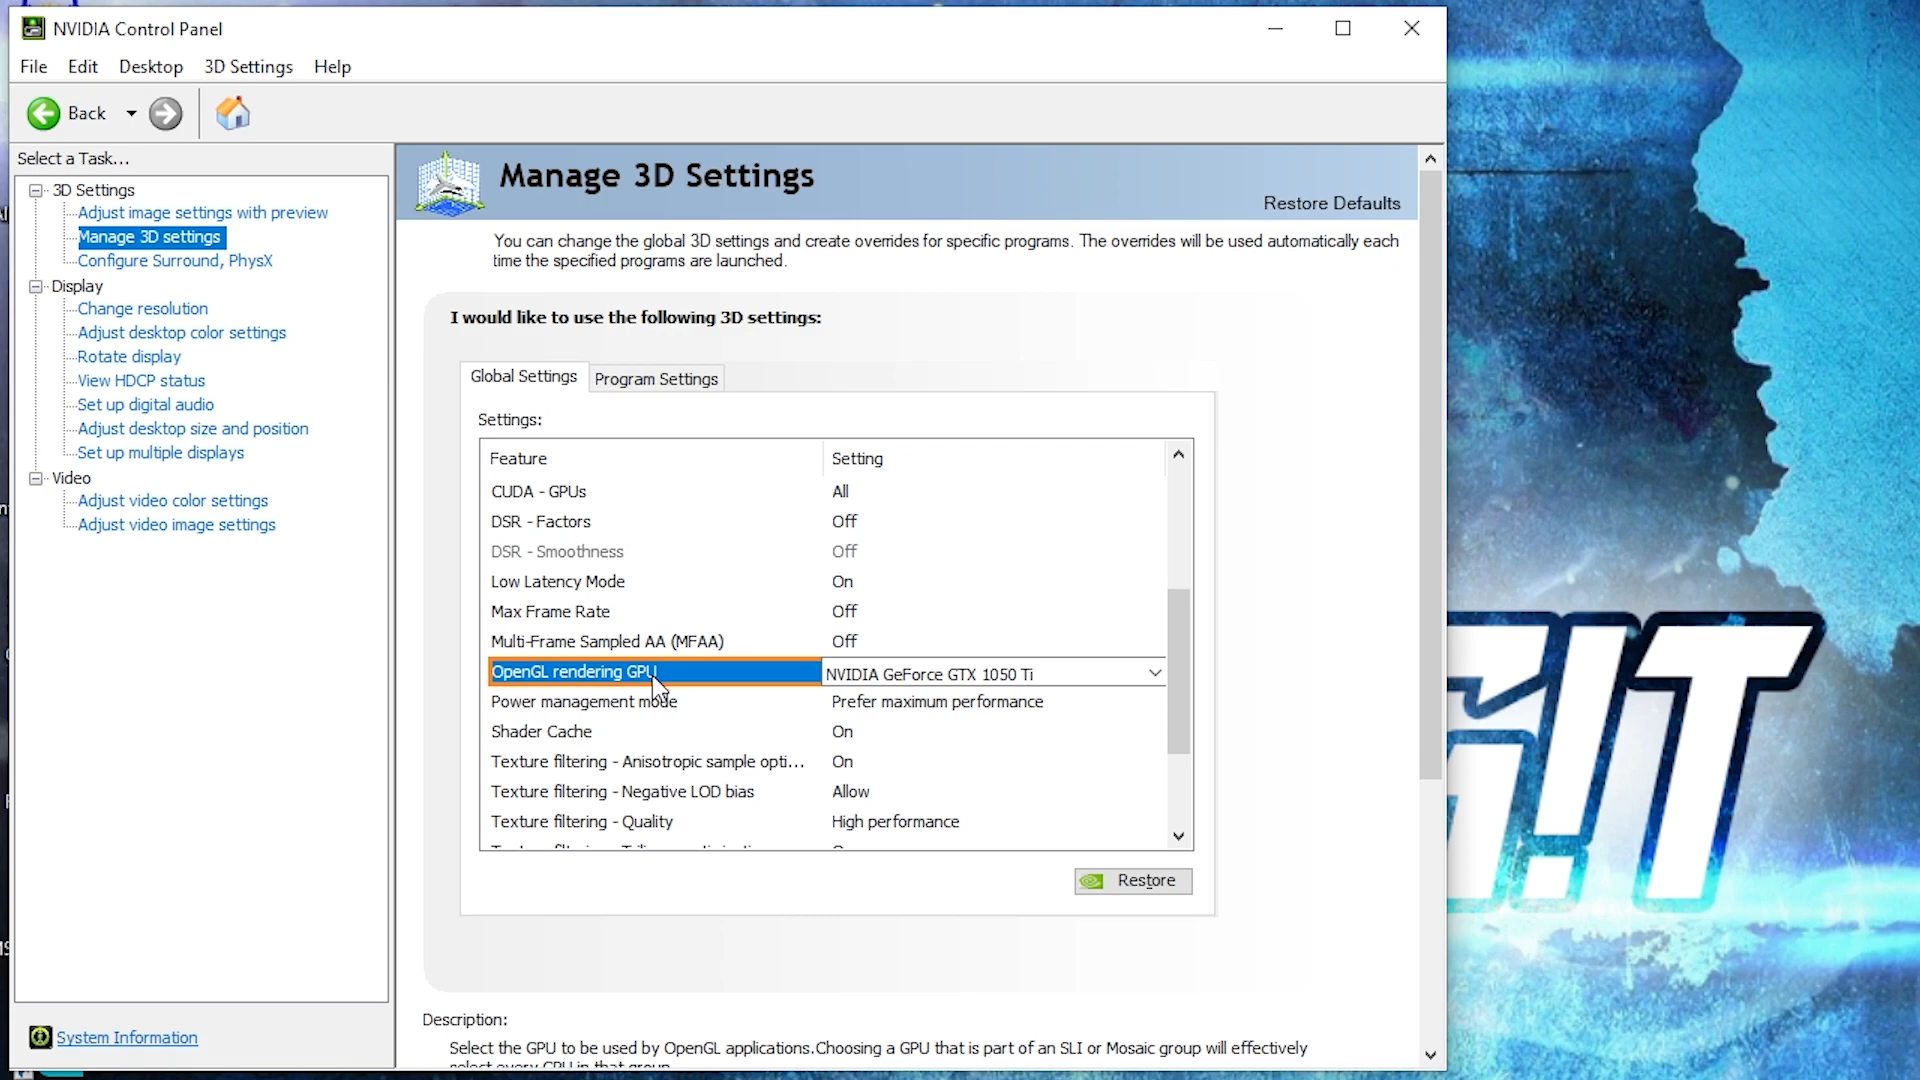 NVIDIA Control Panel
File Edit Desktop 3D Settings Help
Back
Select a Task...
3D Settings
Adjust image settings with preview
Manage 3D settings
Configure Surround, PhysX
Display
Change resolution
Adjust desktop color settings
Rotate display
View HDCP status
Set up digital audio
Adjust desktop size and position
Set up multiple displays
Video
Adjust video color settings
Adjust video image settings
System Information
Manage 3D Settings
Restore Defaults
You can change the global 3D settings and create overrides for specific programs. The overrides will be used automatically each
time the specified programs are launched.
I would like to use the following 3D settings:
Global Settings Program Settings
Settings:
Feature Setting
CUDA - GPUs All
DSR - Factors Off
DSR - Smoothness Off
Low Latency Mode On
Max Frame Rate Off
Multi-Frame Sampled AA (MFAA) Off
OpenGL rendering GPU NVIDIA GeForce GTX 1050 Ti
Power management mode Prefer maximum performance
Shader Cache On
Texture filtering - Anisotropic sample opti... On
Texture filtering - Negative LOD bias Allow
Texture filtering - Quality High performance
Restore
Description:
Select the GPU to be used by OpenGL applications.Choosing a GPU that is part of an SLI or Mosaic group will effectively
select every GPU in that group.